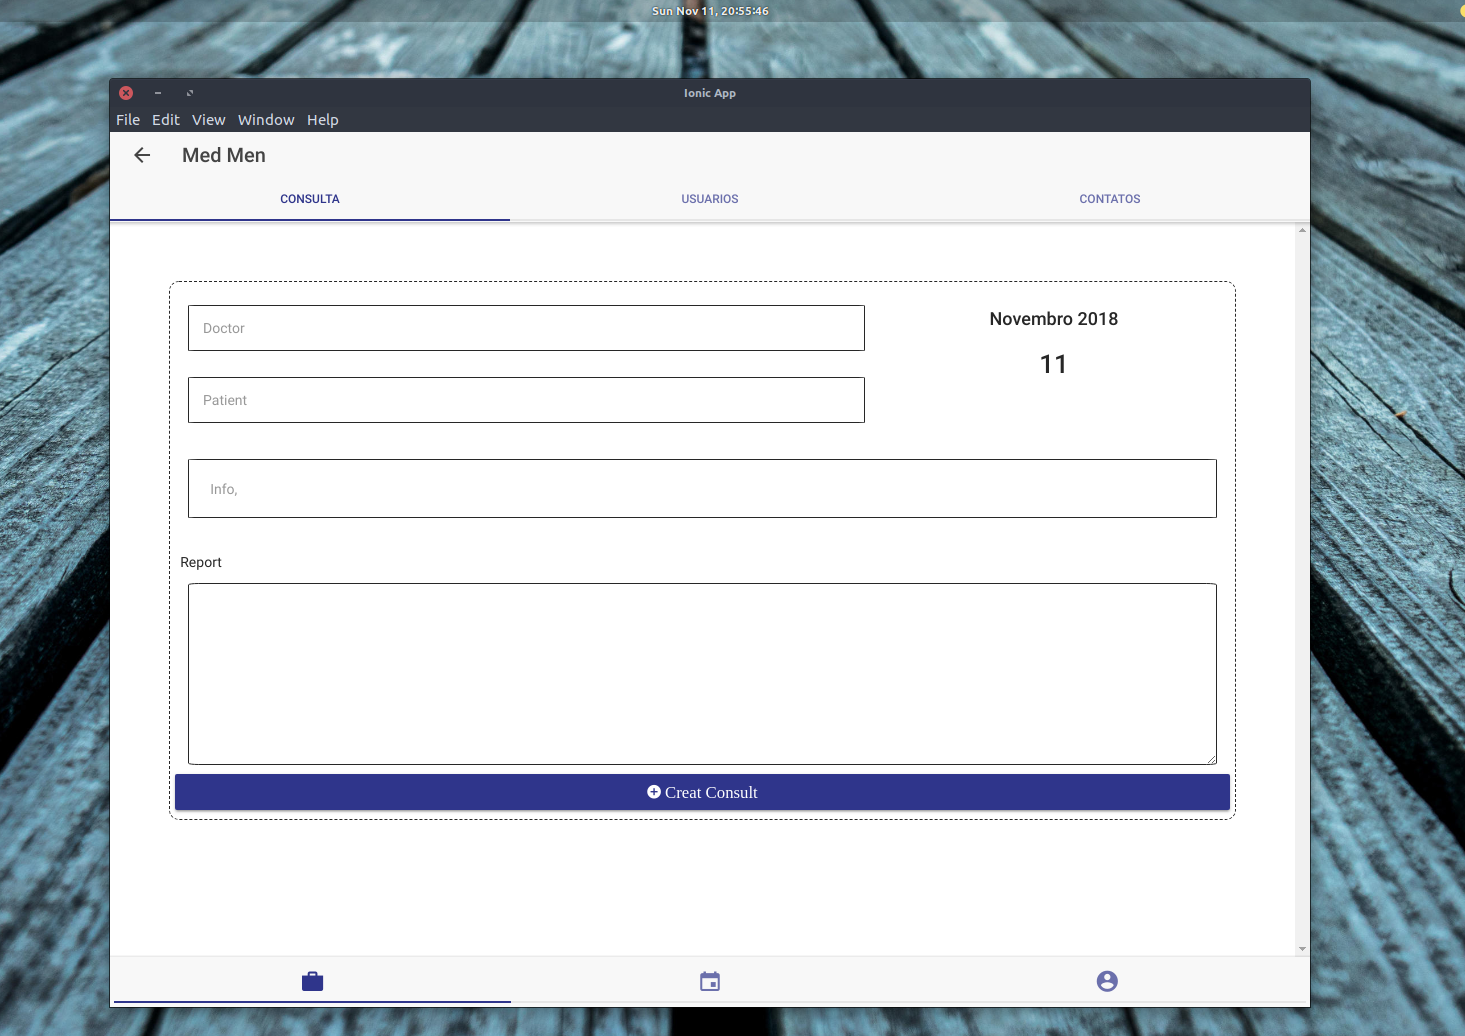 Sun Nov 11, 20:55:46
Ionic App
File Edit View Window Help
Med Men
CONSULTA USUARIOS CONTATOS
Doctor
Novembro 2018
11
Patient
Info,
Report
Creat Consult